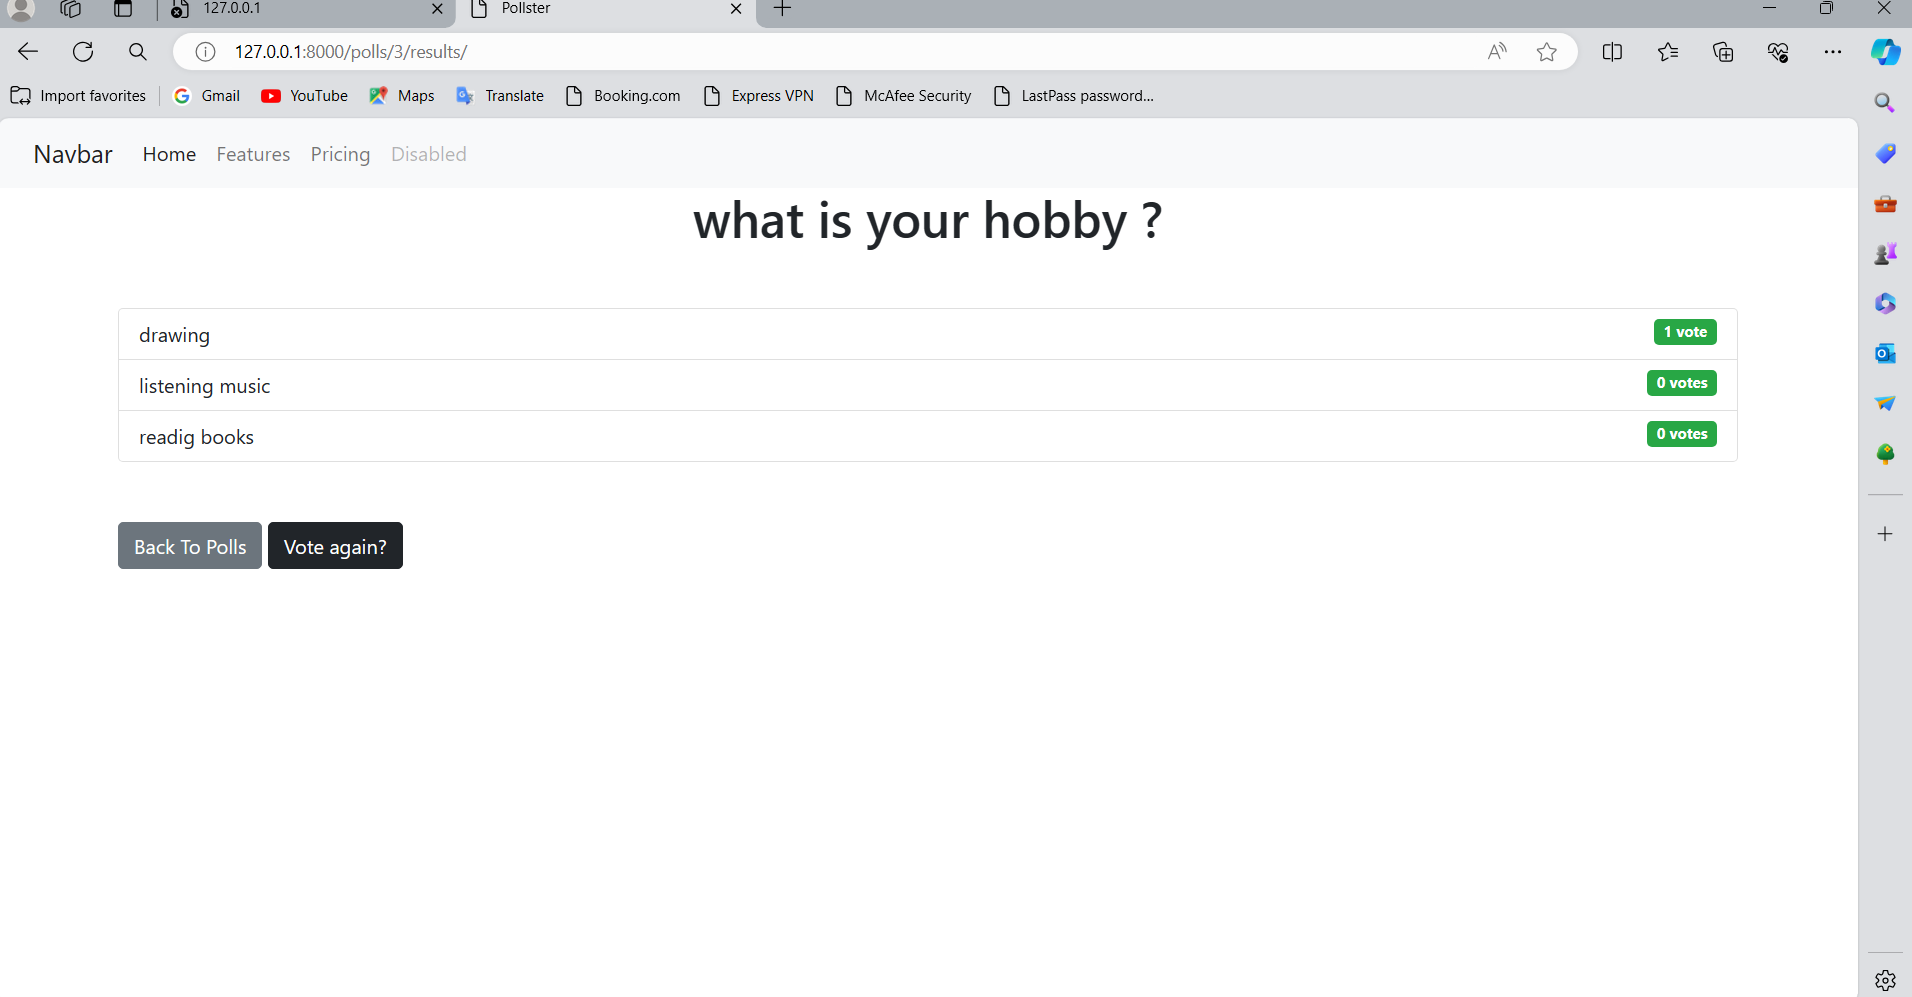 127.0.0.1
Pollster
127.0.0.1:8000/polls/3/results/
Import favorites Gmail YouTube Maps Translate Booking.com Express VPN McAfee Security LastPass password...
Navbar Home Features Pricing Disabled
what is your hobby ?
drawing 1 vote
listening music 0 votes
readig books 0 votes
Back To Polls Vote again?